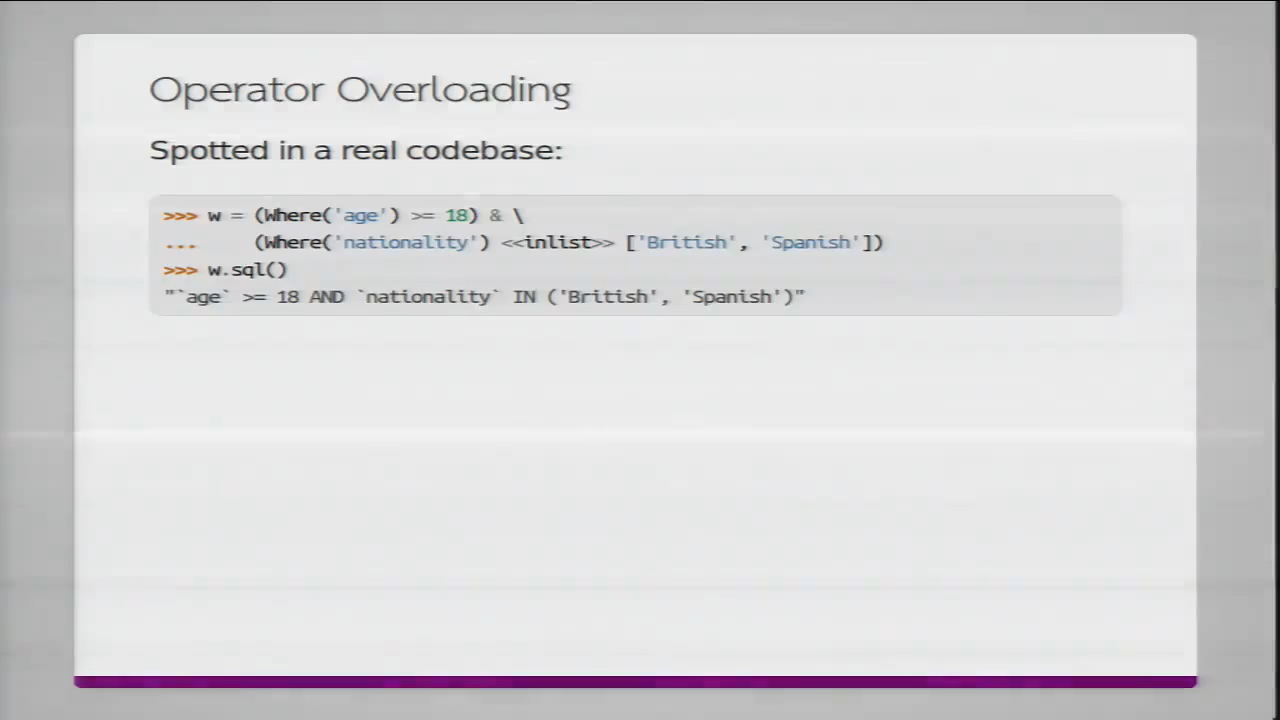 Operator Overloading
Spotted in a real codebase:
>>> w = (Where('age') >= 18) & \
...     (Where('nationality') <<inlist>> ['British', 'Spanish'])
>>> w.sql()
"`age` >= 18 AND `nationality` IN ('British', 'Spanish')"